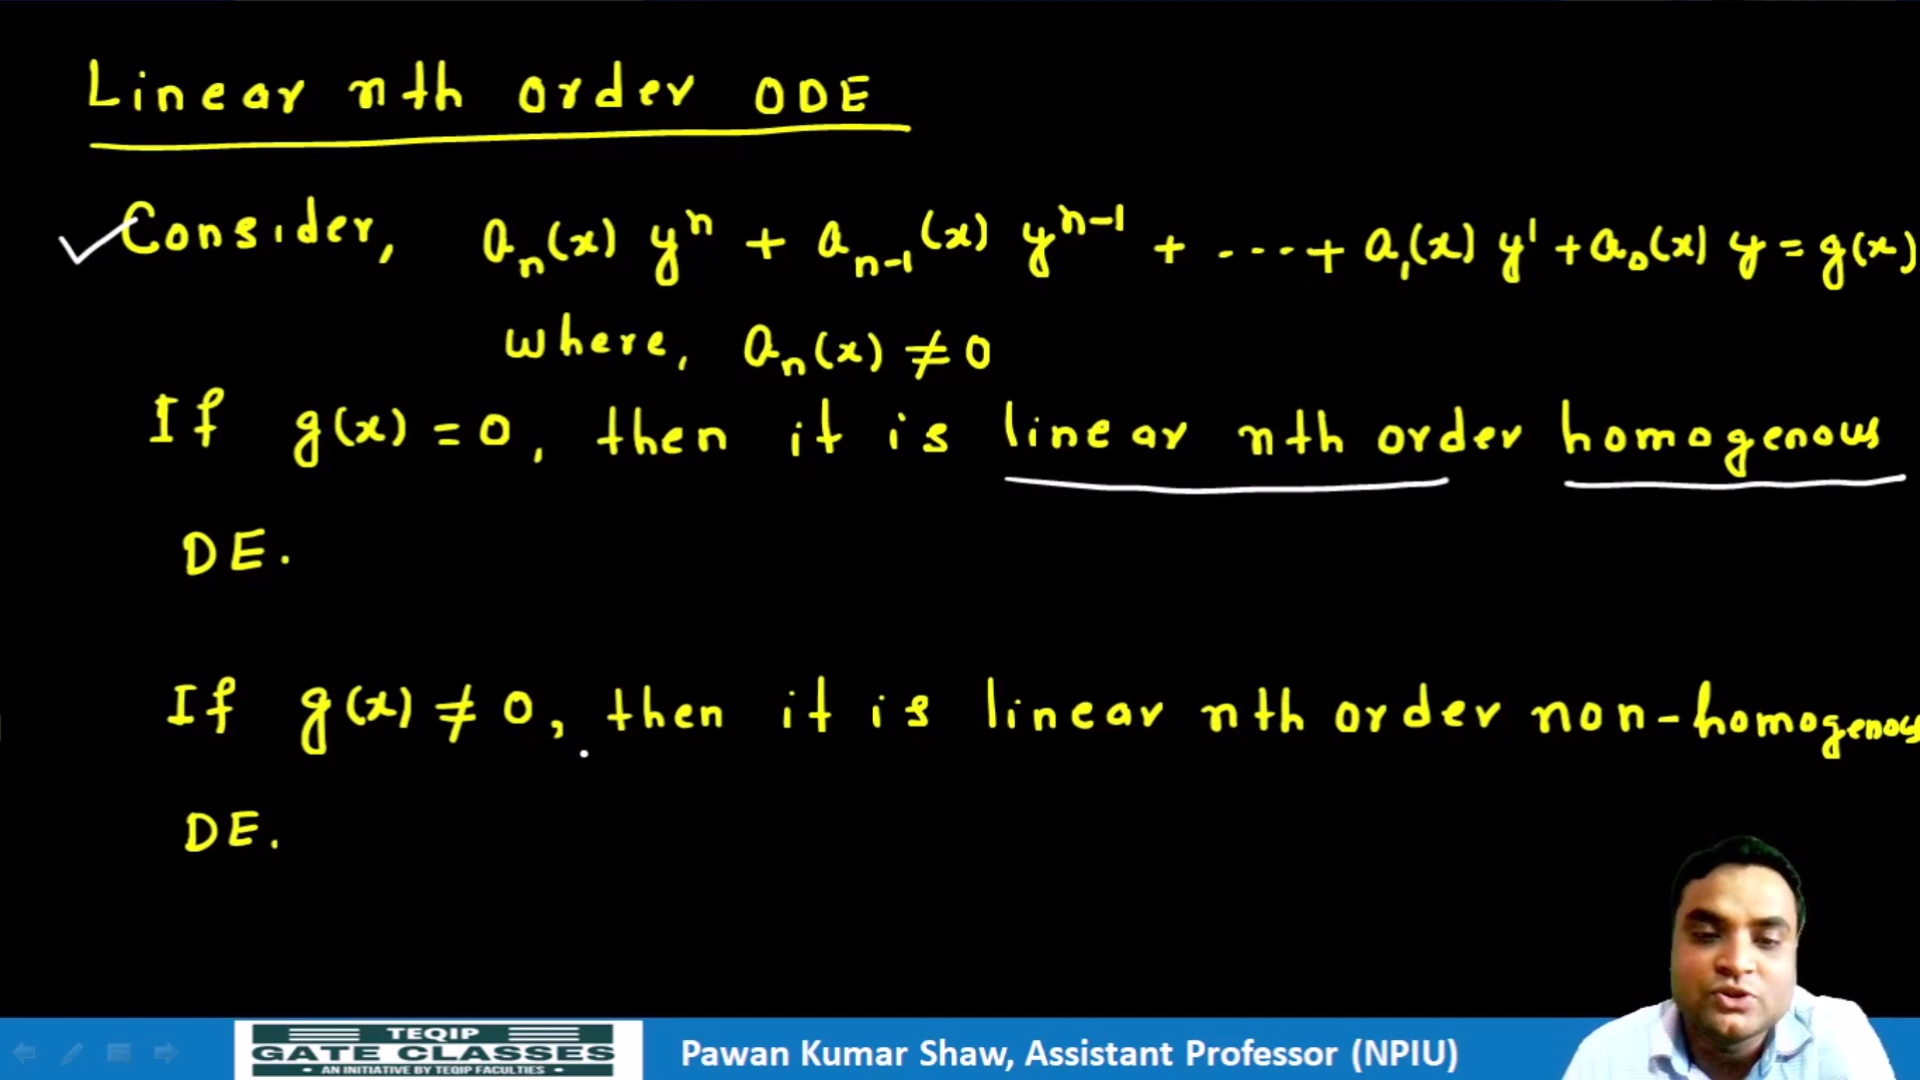 Linear nth order ODE
Consider, aₙ(x) yⁿ + aₙ₋₁(x) yⁿ⁻¹ + ....+ a₁(x) y' + a₀(x) y = g(x)
where, aₙ(x) ≠ 0
If g(x) = 0, then it is linear nth order homogenous
DE.
If g(x) ≠ 0, then it is linear nth order non-homogenous
DE.
TEQIP
GATE CLASSES
• AN INITIATIVE BY TEQIP FACULTIES •
Pawan Kumar Shaw, Assistant Professor (NPIU)